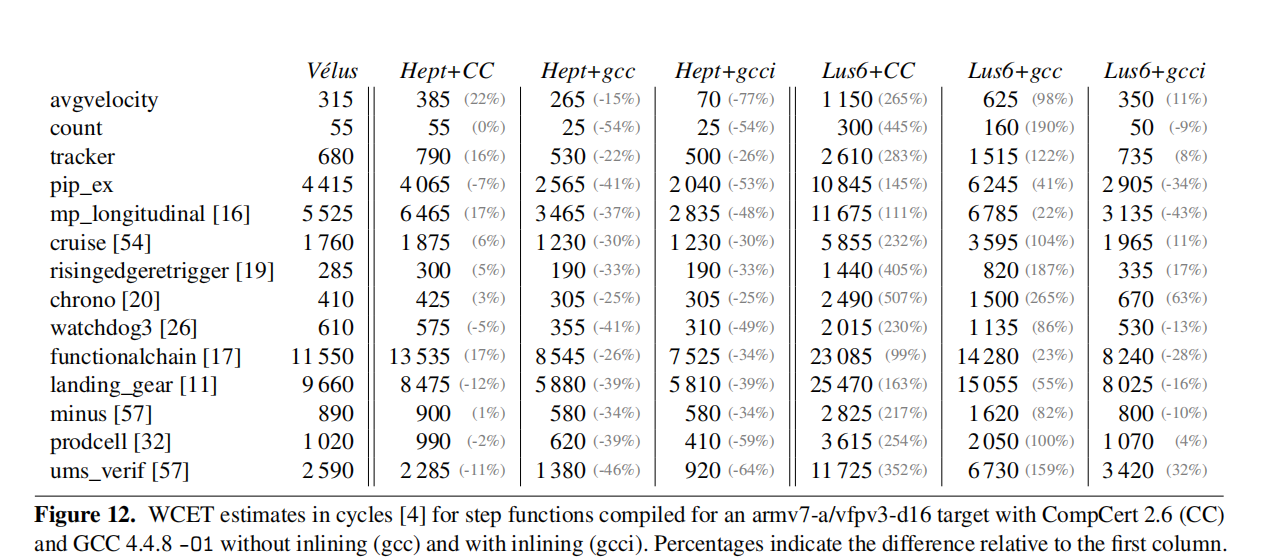 Vélus Hept+CC Hept+gcc Hept+gcci Lus6+CC Lus6+gcc Lus6+gcci
avgvelocity 315 385 (22%) 265 (-15%) 70 (-77%) 1 150 (265%) 625 (98%) 350 (11%)
count 55 55 (0%) 25 (-54%) 25 (-54%) 300 (445%) 160 (190%) 50 (-9%)
tracker 680 790 (16%) 530 (-22%) 500 (-26%) 2 610 (283%) 1 515 (122%) 735 (8%)
pip_ex 4 415 4 065 (-7%) 2 565 (-41%) 2 040 (-53%) 10 845 (145%) 6 245 (41%) 2 905 (-34%)
mp_longitudinal [16] 5 525 6 465 (17%) 3 465 (-37%) 2 835 (-48%) 11 675 (111%) 6 785 (22%) 3 135 (-43%)
cruise [54] 1 760 1 875 (6%) 1 230 (-30%) 1 230 (-30%) 5 855 (232%) 3 595 (104%) 1 965 (11%)
risingedgeretrigger [19] 285 300 (5%) 190 (-33%) 190 (-33%) 1 440 (405%) 820 (187%) 335 (17%)
chrono [20] 410 425 (3%) 305 (-25%) 305 (-25%) 2 490 (507%) 1 500 (265%) 670 (63%)
watchdog3 [26] 610 575 (-5%) 355 (-41%) 310 (-49%) 2 015 (230%) 1 135 (86%) 530 (-13%)
functionalchain [17] 11 550 13 535 (17%) 8 545 (-26%) 7 525 (-34%) 23 085 (99%) 14 280 (23%) 8 240 (-28%)
landing_gear [11] 9 660 8 475 (-12%) 5 880 (-39%) 5 810 (-39%) 25 470 (163%) 15 055 (55%) 8 025 (-16%)
minus [57] 890 900 (1%) 580 (-34%) 580 (-34%) 2 825 (217%) 1 620 (82%) 800 (-10%)
prodcell [32] 1 020 990 (-2%) 620 (-39%) 410 (-59%) 3 615 (254%) 2 050 (100%) 1 070 (4%)
ums_verif [57] 2 590 2 285 (-11%) 1 380 (-46%) 920 (-64%) 11 725 (352%) 6 730 (159%) 3 420 (32%)
Figure 12. WCET estimates in cycles [4] for step functions compiled for an armv7-a/vfpv3-d16 target with CompCert 2.6 (CC)
and GCC 4.4.8 -O1 without inlining (gcc) and with inlining (gcci). Percentages indicate the difference relative to the first column.